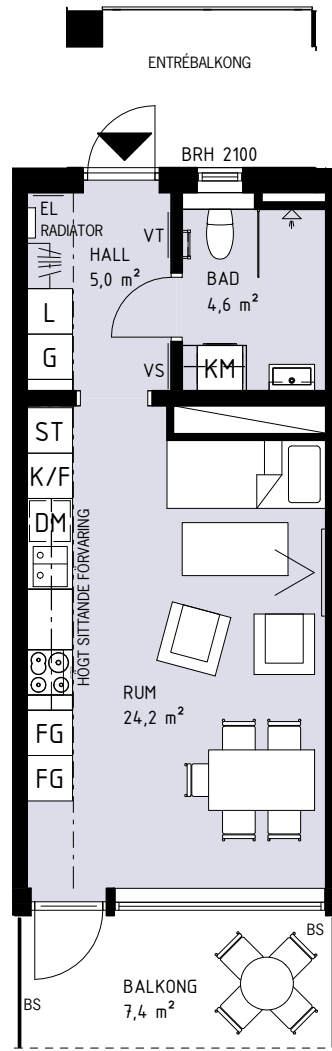 ENTRÉBALKONG
BRH 2100
EL
RADIATOR
HALL
5,0 m²
VT
BAD
4,6 m²
L
G
VS
KM
ST
K/F
DM
HÖGT SITTANDE FÖRVARING
RUM
24,2 m²
FG
FG
BS
BALKONG
7,4 m²
BS